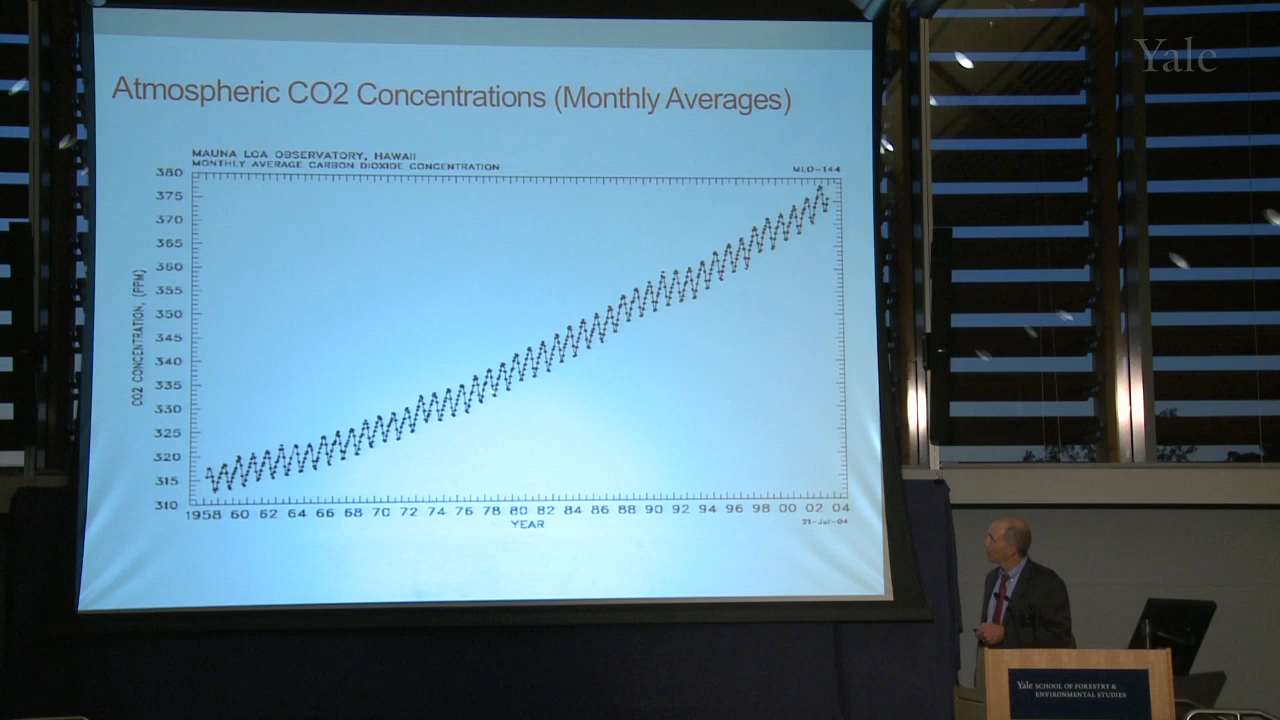 Yale
Atmospheric CO2 Concentrations (Monthly Averages)
MAUNA LOA OBSERVATORY, HAWAII
MONTHLY AVERAGE CARBON DIOXIDE CONCENTRATION
MLO-144
380
375
370
365
360
355
350
345
340
335
330
325
320
315
310
CO2 CONCENTRATION, (PPM)
1958 60 62 64 66 68 70 72 74 76 78 80 82 84 86 88 90 92 94 96 98 00 02 04
YEAR
21-Jul-04
Yale SCHOOL OF FORESTRY &
ENVIRONMENTAL STUDIES